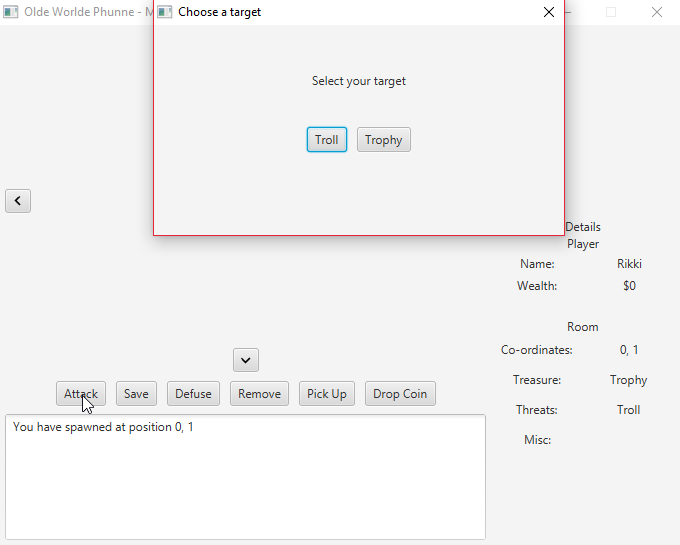 Olde Worlde Phunne - M
Choose a target
Select your target
Troll Trophy
Details
Player
Name: Rikki
Wealth: $0
Room
Co-ordinates: 0, 1
Treasure: Trophy
Threats: Troll
Misc:
Attack Save Defuse Remove Pick Up Drop Coin
You have spawned at position 0, 1